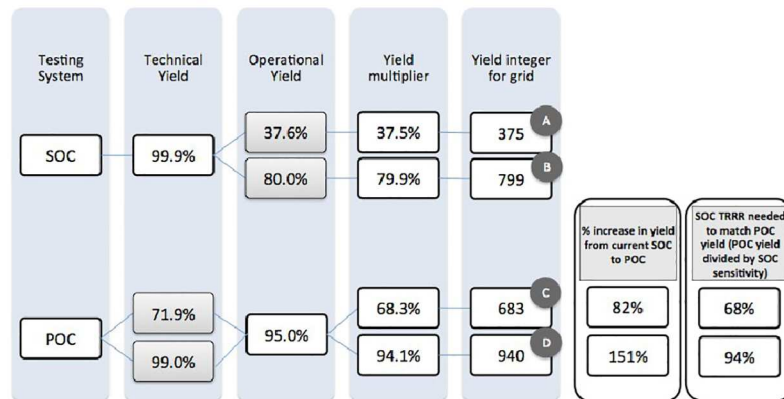 Testing
System
Technical
Yield
Operational
Yield
Yield
multiplier
Yield integer
for grid
SOC
99.9%
37.6%
37.5%
375
A
80.0%
79.9%
799
B
% increase in yield
from current SOC
to POC
SOC TRRR needed
to match POC
yield (POC yield
divided by SOC
sensitivity)
POC
71.9%
99.0%
95.0%
68.3%
683
C
82%
68%
94.1%
940
D
151%
94%